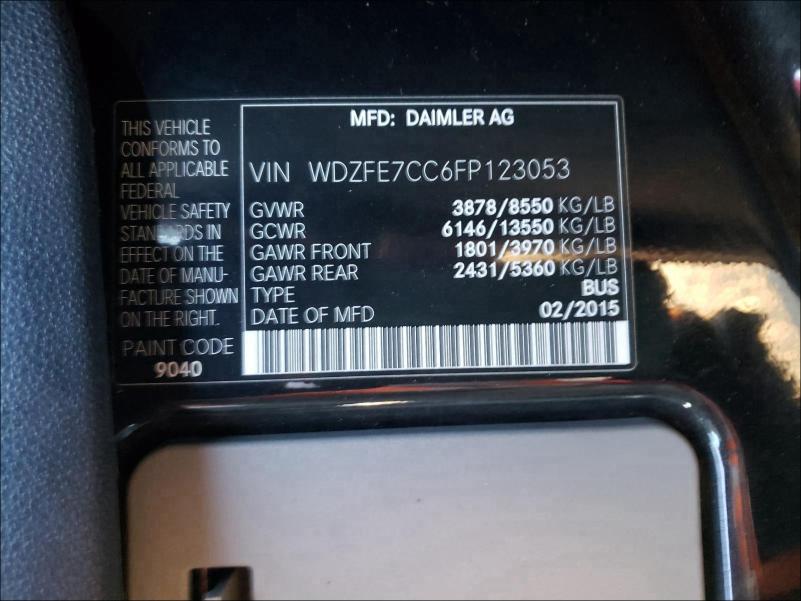 THIS VEHICLE
CONFORMS TO
ALL APPLICABLE
FEDERAL
VEHICLE SAFETY
STANDARDS IN
EFFECT ON THE
DATE OF MANU-
FACTURE SHOWN
ON THE RIGHT.
PAINT CODE
9040
MFD: DAIMLER AG
VIN WDZFE7CC6FP123053
GVWR 3878/8550 KG/LB
GCWR 6146/13550 KG/LB
GAWR FRONT 1801/3970 KG/LB
GAWR REAR 2431/5360 KG/LB
TYPE BUS
DATE OF MFD 02/2015